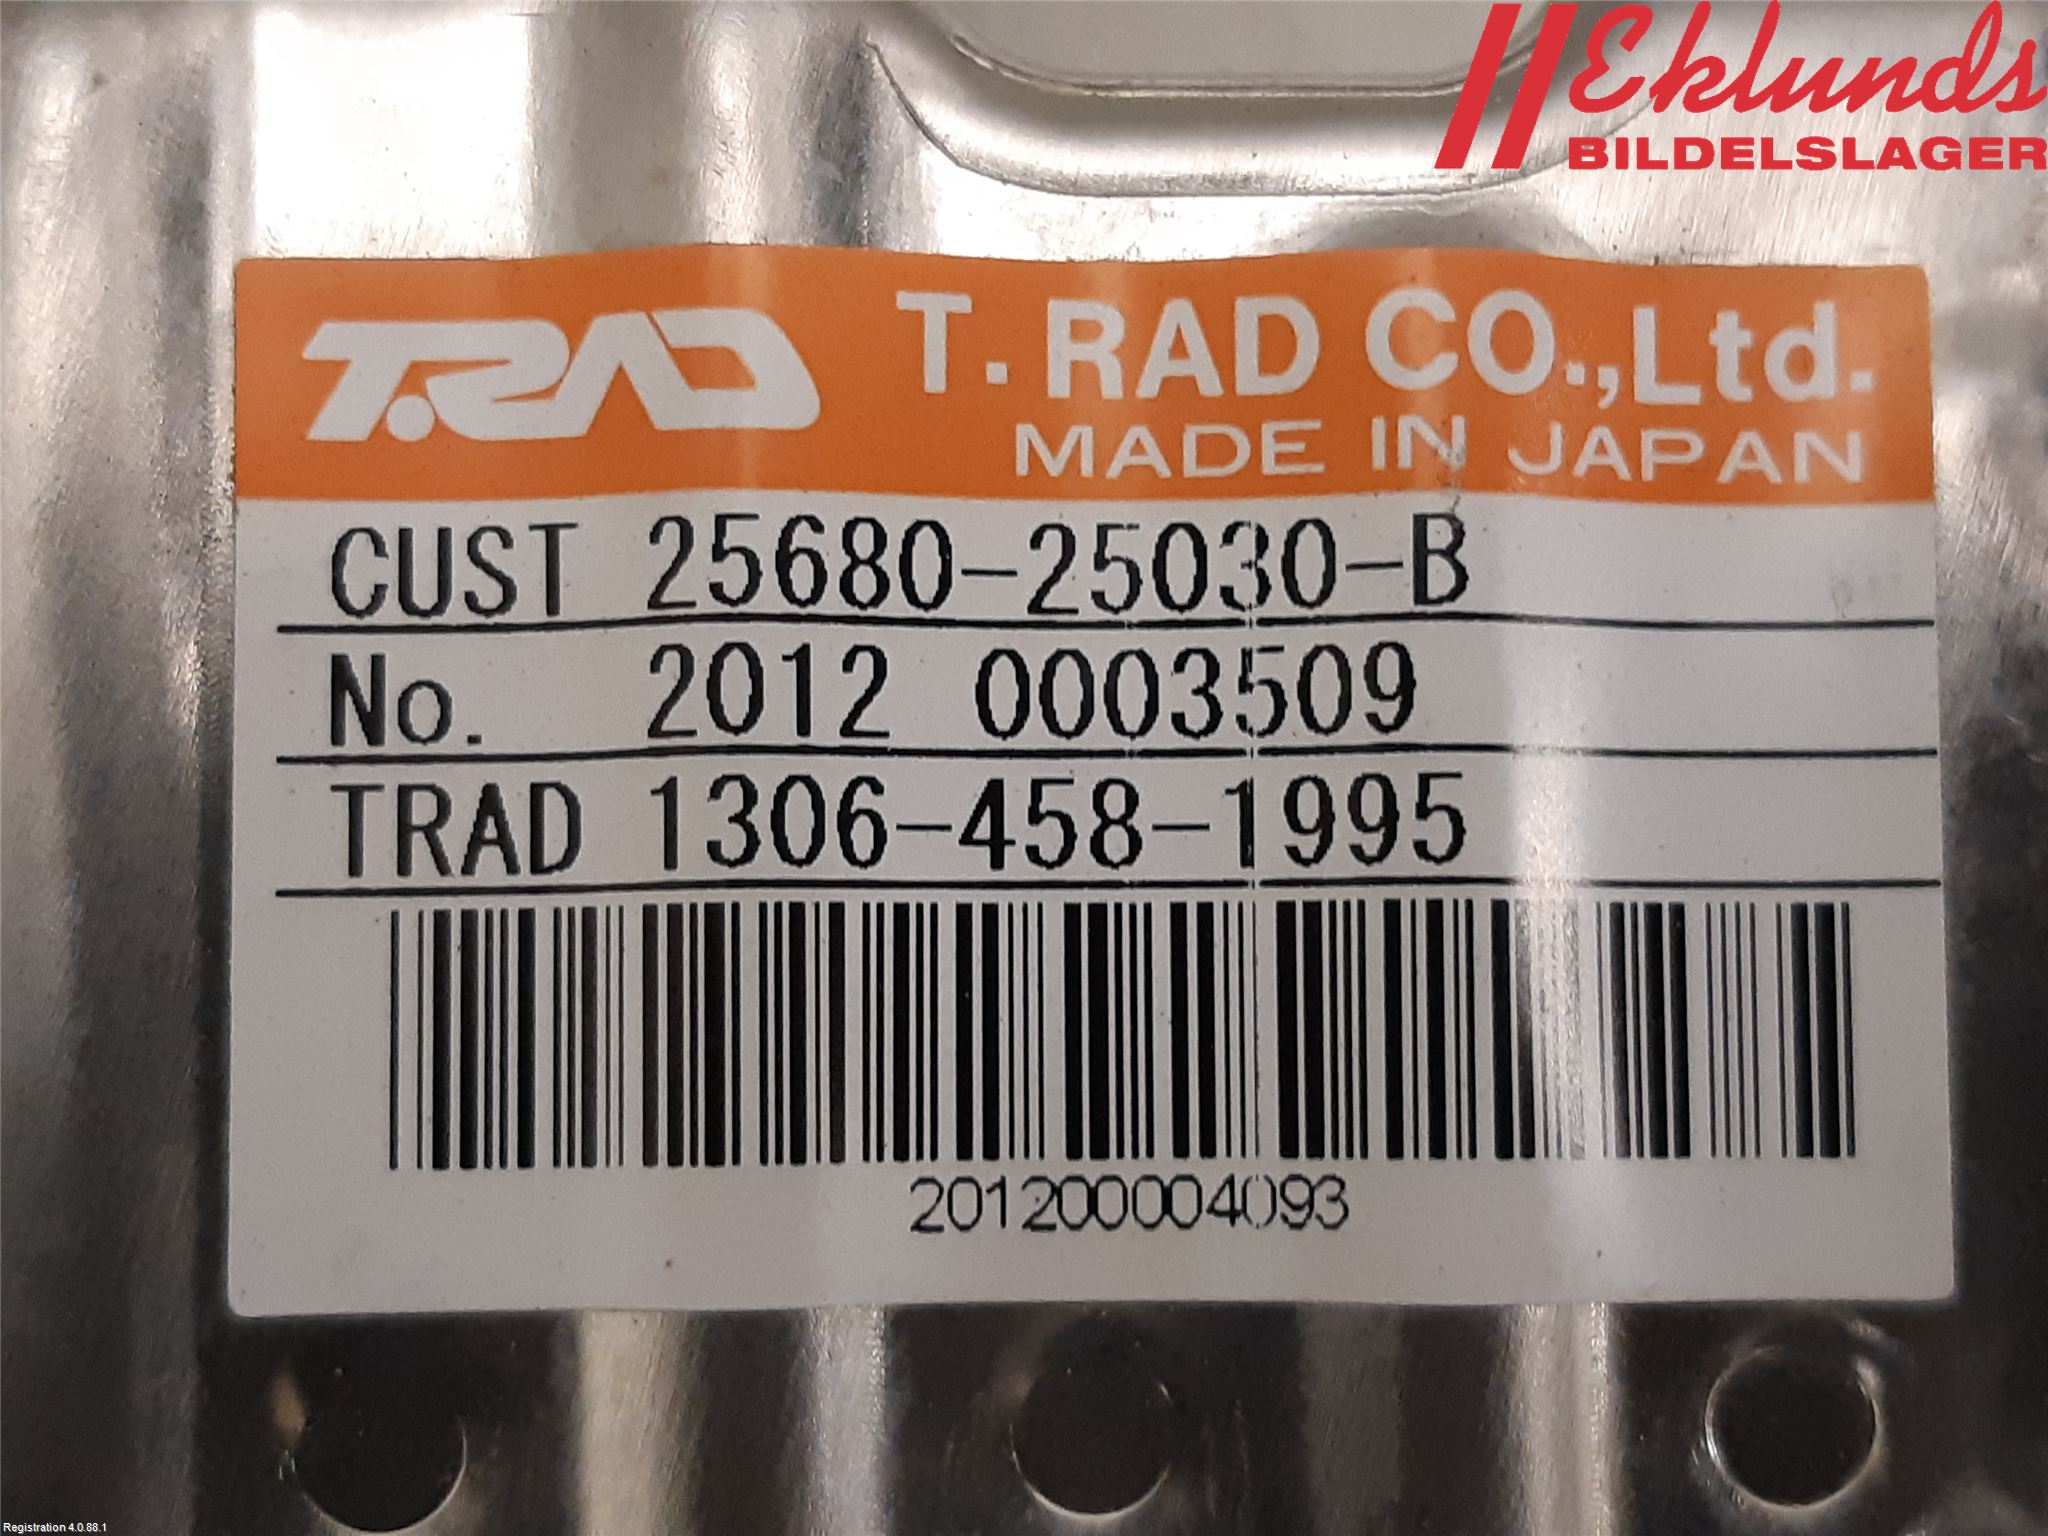 Eklunds
BILDELSLAGER
T.RAD T.RAD CO.,Ltd.
MADE IN JAPAN
CUST 25680-25030-B
No. 2012 0003509
TRAD 1306-458-1995
201200004093
Registration 4.0.88.1